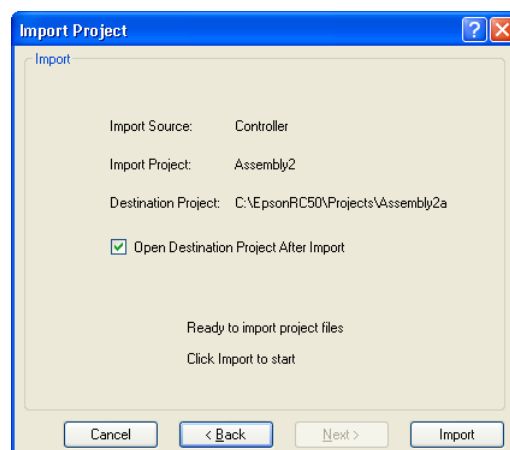 Import Project
Import
Import Source: Controller
Import Project: Assembly2
Destination Project: C:\EpsonRC50\Projects\Assembly2a
Open Destination Project After Import
Ready to import project files
Click Import to start
Cancel < Back Next > Import